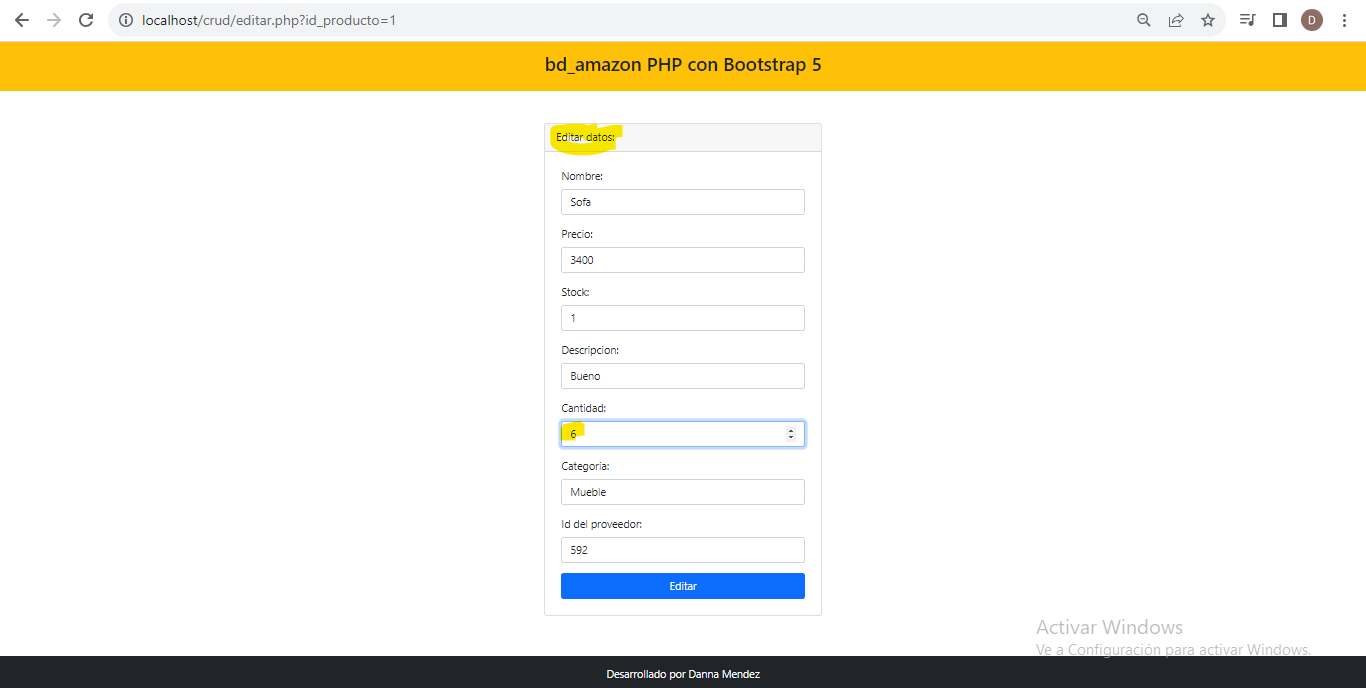 localhost/crud/editar.php?id_producto=1
D
bd_amazon PHP con Bootstrap 5
Editar datos:
Nombre:
Sofa
Precio:
3400
Stock:
1
Descripcion:
Bueno
Cantidad:
6
Categoria:
Mueble
Id del proveedor:
592
Editar
Activar Windows
Ve a Configuración para activar Windows.
Desarrollado por Danna Mendez